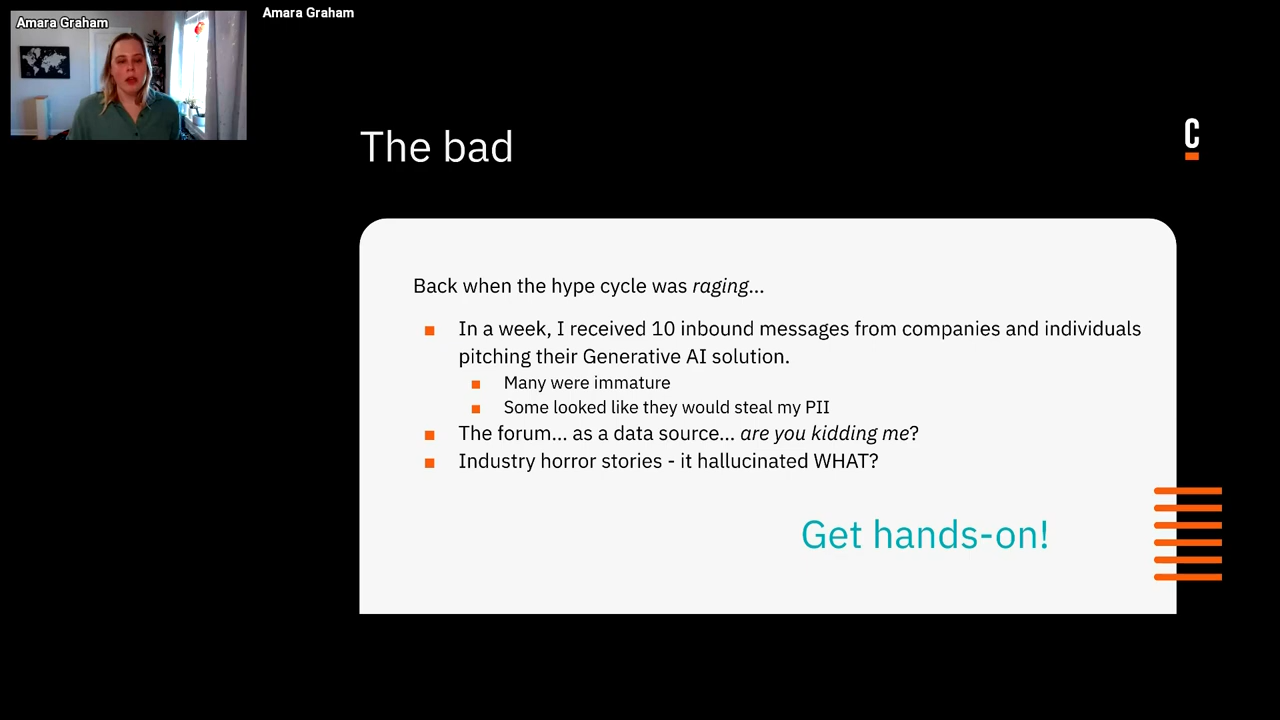 Amara Graham
Amara Graham
The bad
C
Back when the hype cycle was raging...
In a week, I received 10 inbound messages from companies and individuals
pitching their Generative AI solution.
Many were immature
Some looked like they would steal my PII
The forum... as a data source... are you kidding me?
Industry horror stories - it hallucinated WHAT?
Get hands-on!